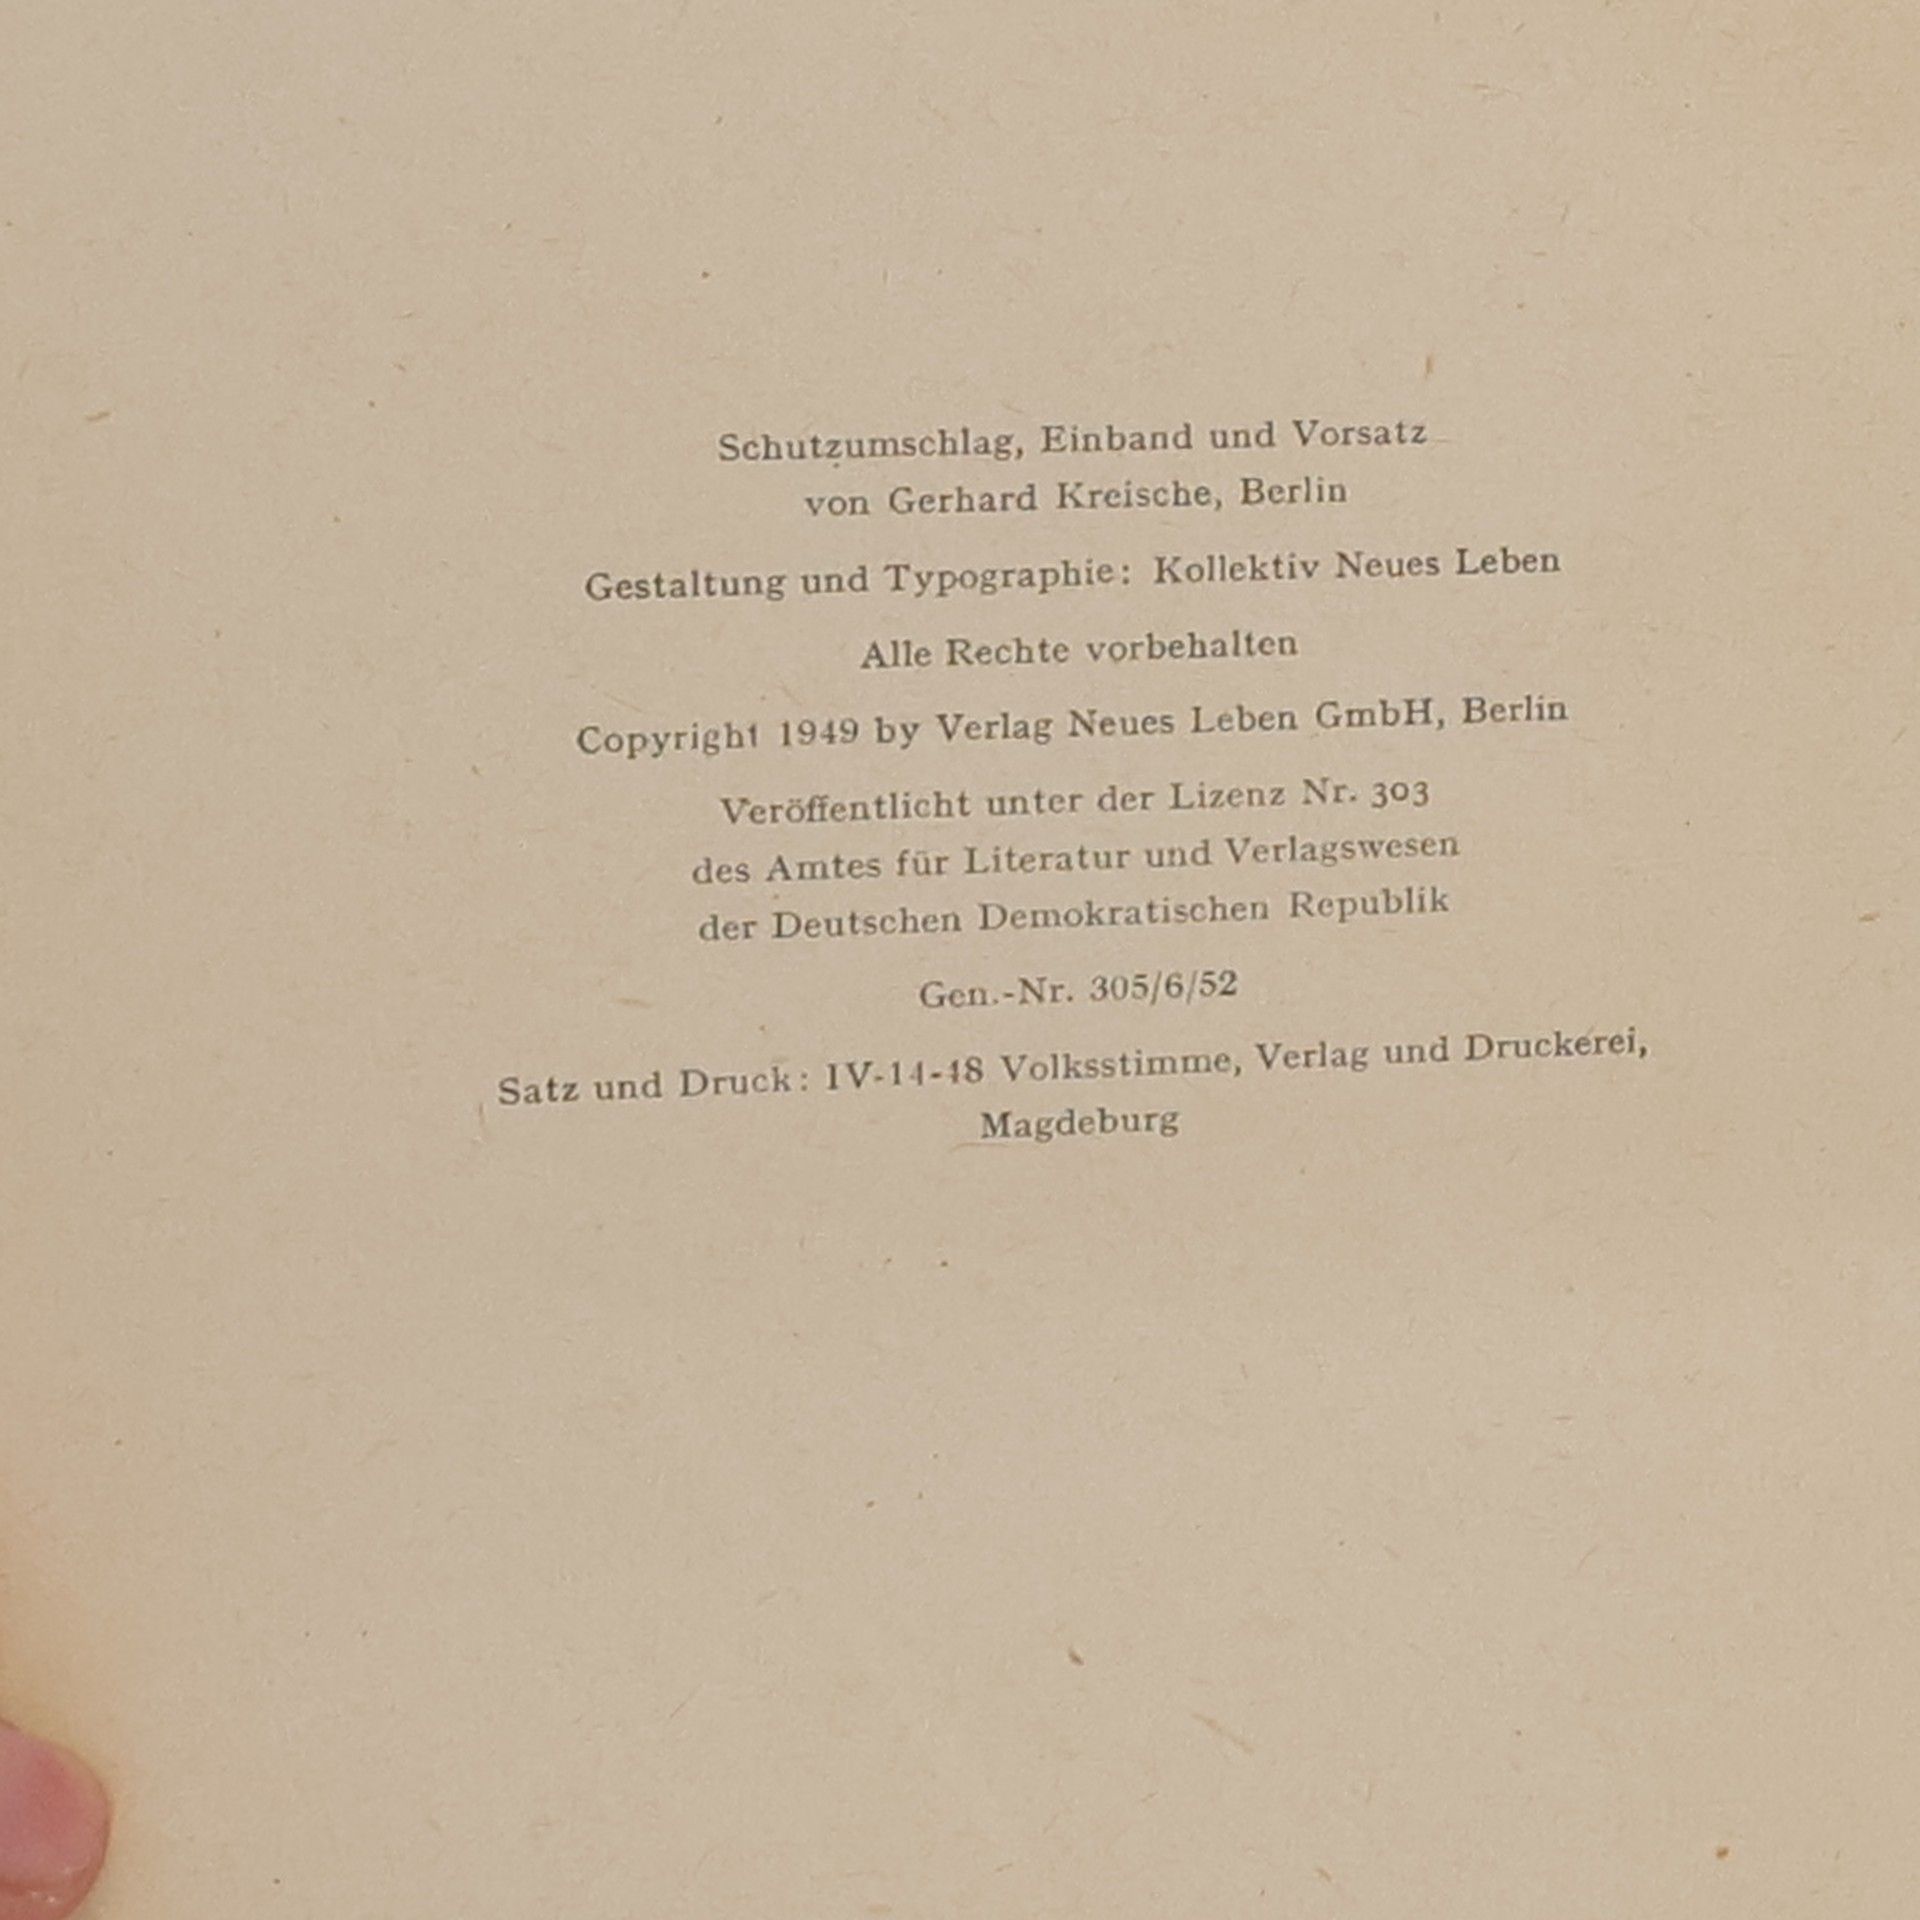 Schutzumschlag, Einband und Vorsatz
von Gerhard Kreische, Berlin
Gestaltung und Typographie: Kollektiv Neues Leben
Alle Rechte vorbehalten
Copyright 1949 by Verlag Neues Leben GmbH, Berlin
Veröffentlicht unter der Lizenz Nr. 303
des Amtes für Literatur und Verlagswesen
der Deutschen Demokratischen Republik
Gen.-Nr. 305/6/52
Satz und Druck: IV-14-48 Volksstimme, Verlag und Druckerei,
Magdeburg